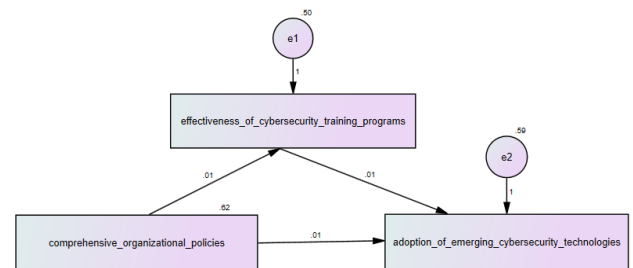 .50
e1
1
effectiveness_of_cybersecurity_training_programs
.59
e2
.01
.01
1
.62
comprehensive_organizational_policies
.01
adoption_of_emerging_cybersecurity_technologies